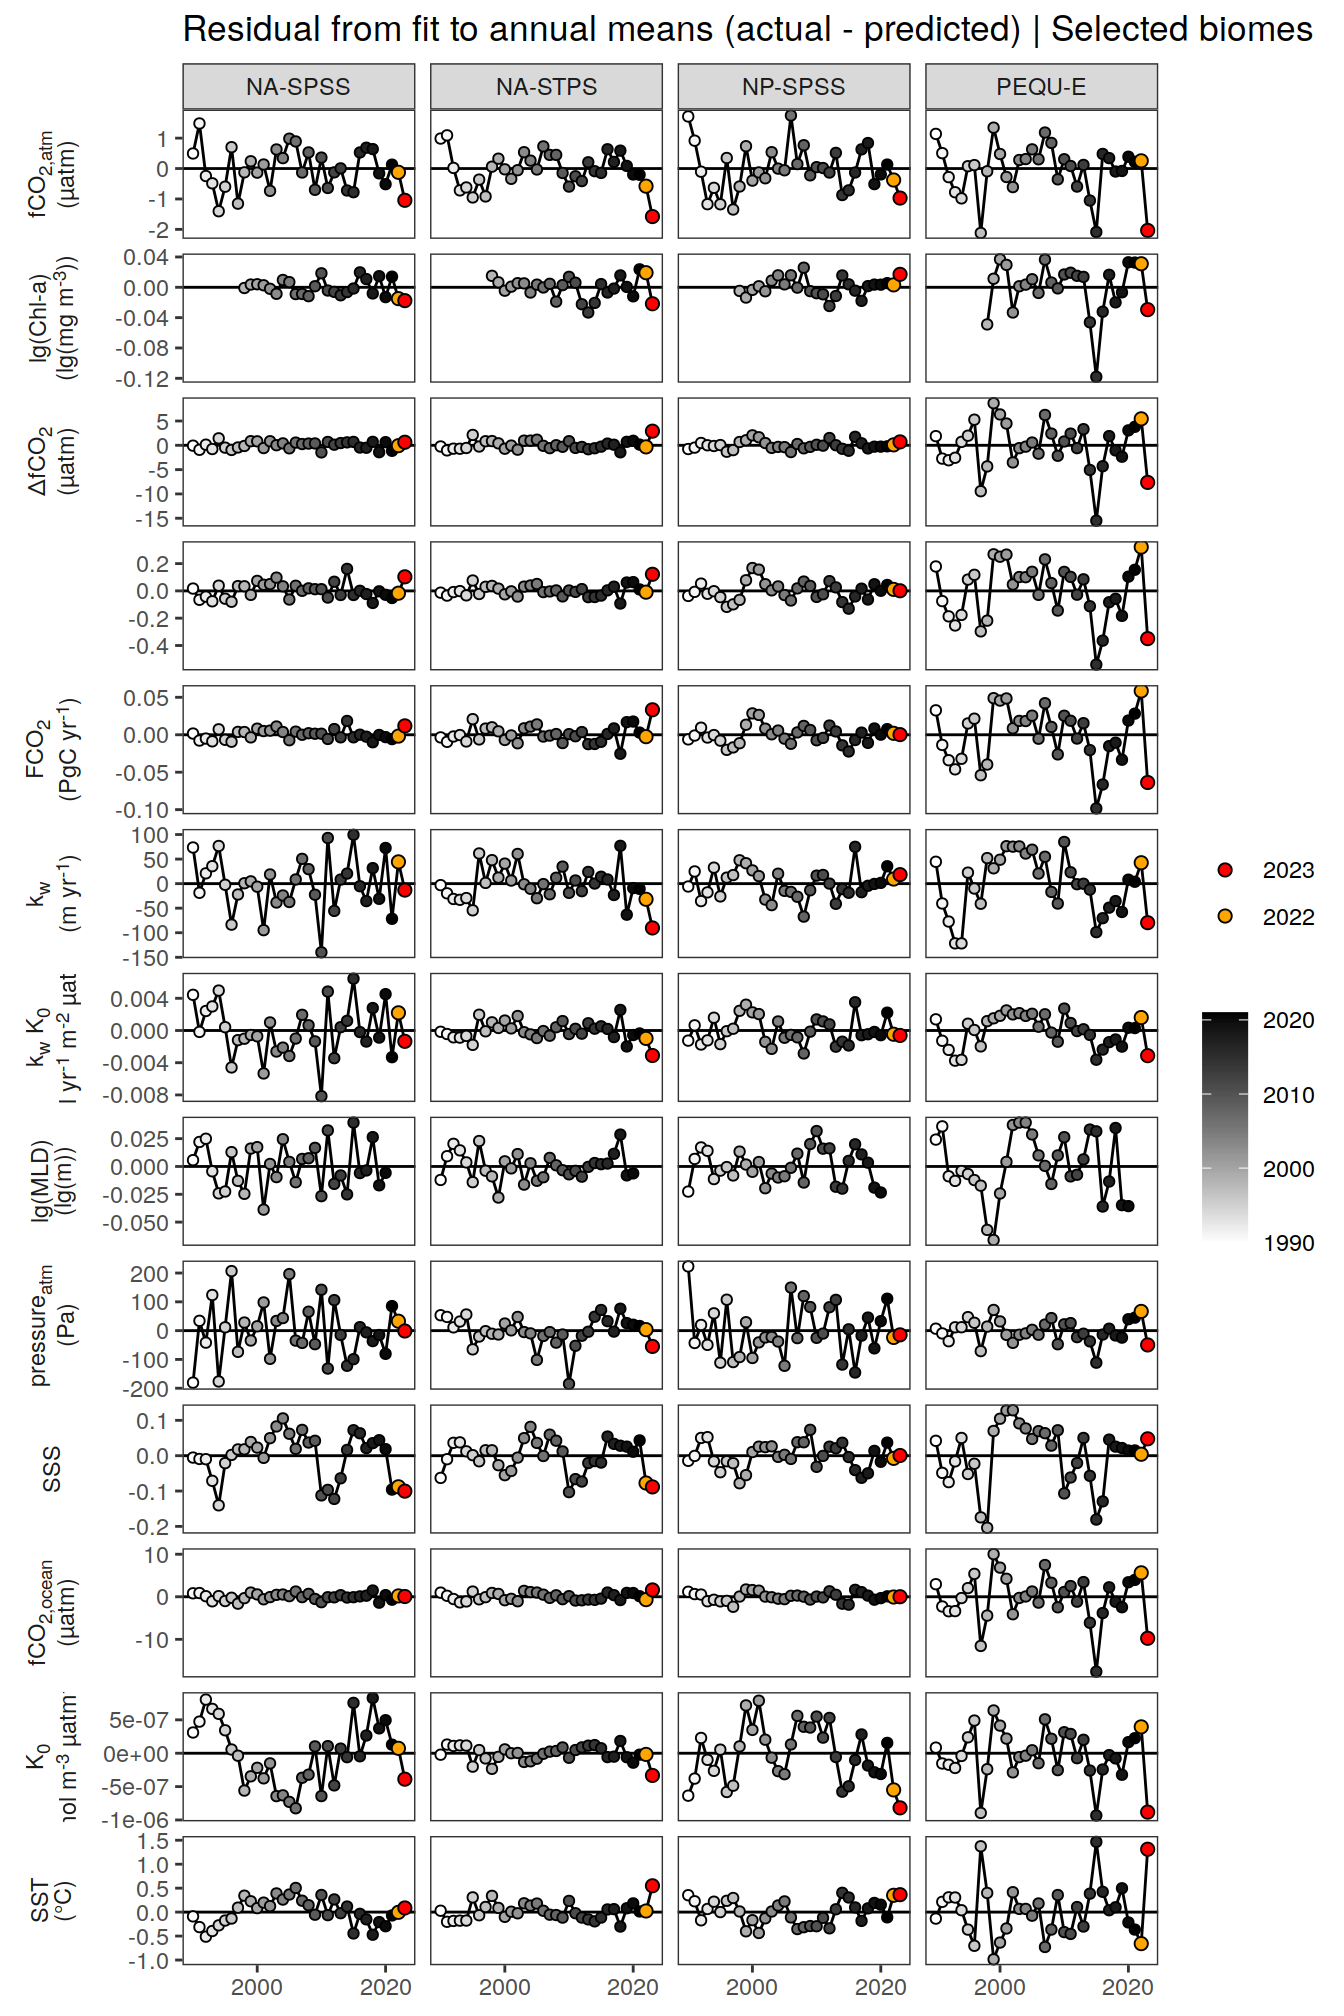 Residual from fit to annual means (actual - predicted) | Selected biomes
NA-SPSS NA-STPS NP-SPSS PEQU-E
fCO2,atm
(µatm)
1
0
-1
-2
lg(Chl-a)
(lg(mg m-3))
0.04
0.00
-0.04
-0.08
-0.12
ΔfCO2
(µatm)
5
0
-5
-10
-15
0.2
0.0
-0.2
-0.4
FCO2
(PgC yr-1)
0.05
0.00
-0.05
-0.10
kw
(m yr-1)
100
50
0
-50
-100
-150
2023
2022
kw K0
l yr-1 m-2 µat
0.004
0.000
-0.004
-0.008
2020
2010
2000
1990
lg(MLD)
(lg(m))
0.025
0.000
-0.025
-0.050
pressureatm
(Pa)
200
100
0
-100
-200
SSS
0.1
0.0
-0.1
-0.2
fCO2,ocean
(µatm)
10
0
-10
K0
nol m-3 µatm
5e-07
0e+00
-5e-07
-1e-06
SST
(°C)
1.5
1.0
0.5
0.0
-0.5
-1.0
2000 2020 2000 2020 2000 2020 2000 2020